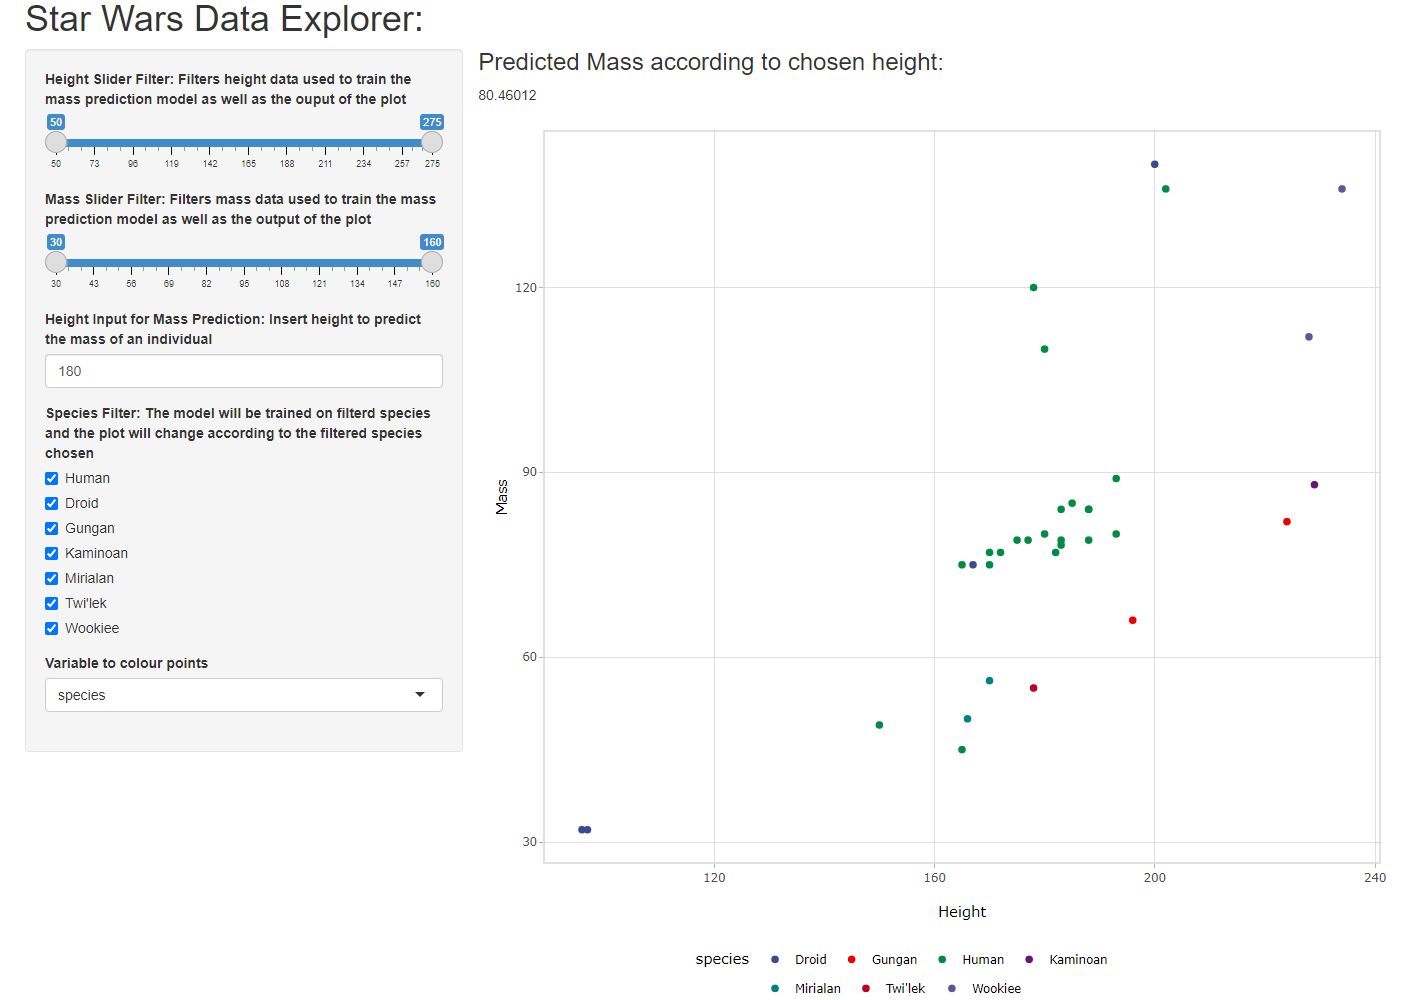 Star Wars Data Explorer:
Height Slider Filter: Filters height data used to train the
mass prediction model as well as the ouput of the plot
50 275
50 73 96 119 142 165 188 211 234 257 275
Mass Slider Filter: Filters mass data used to train the mass
prediction model as well as the output of the plot
30 160
30 43 56 69 82 95 108 121 134 147 160
Height Input for Mass Prediction: Insert height to predict
the mass of an individual
180
Species Filter: The model will be trained on filterd species
and the plot will change according to the filtered species
chosen
Human
Droid
Gungan
Kaminoan
Mirialan
Twi'lek
Wookiee
Variable to colour points
species
Predicted Mass according to chosen height:
80.46012
120
90
60
30
Mass
120 160 200 240
Height
species Droid Gungan Human Kaminoan
Mirialan Twi'lek Wookiee